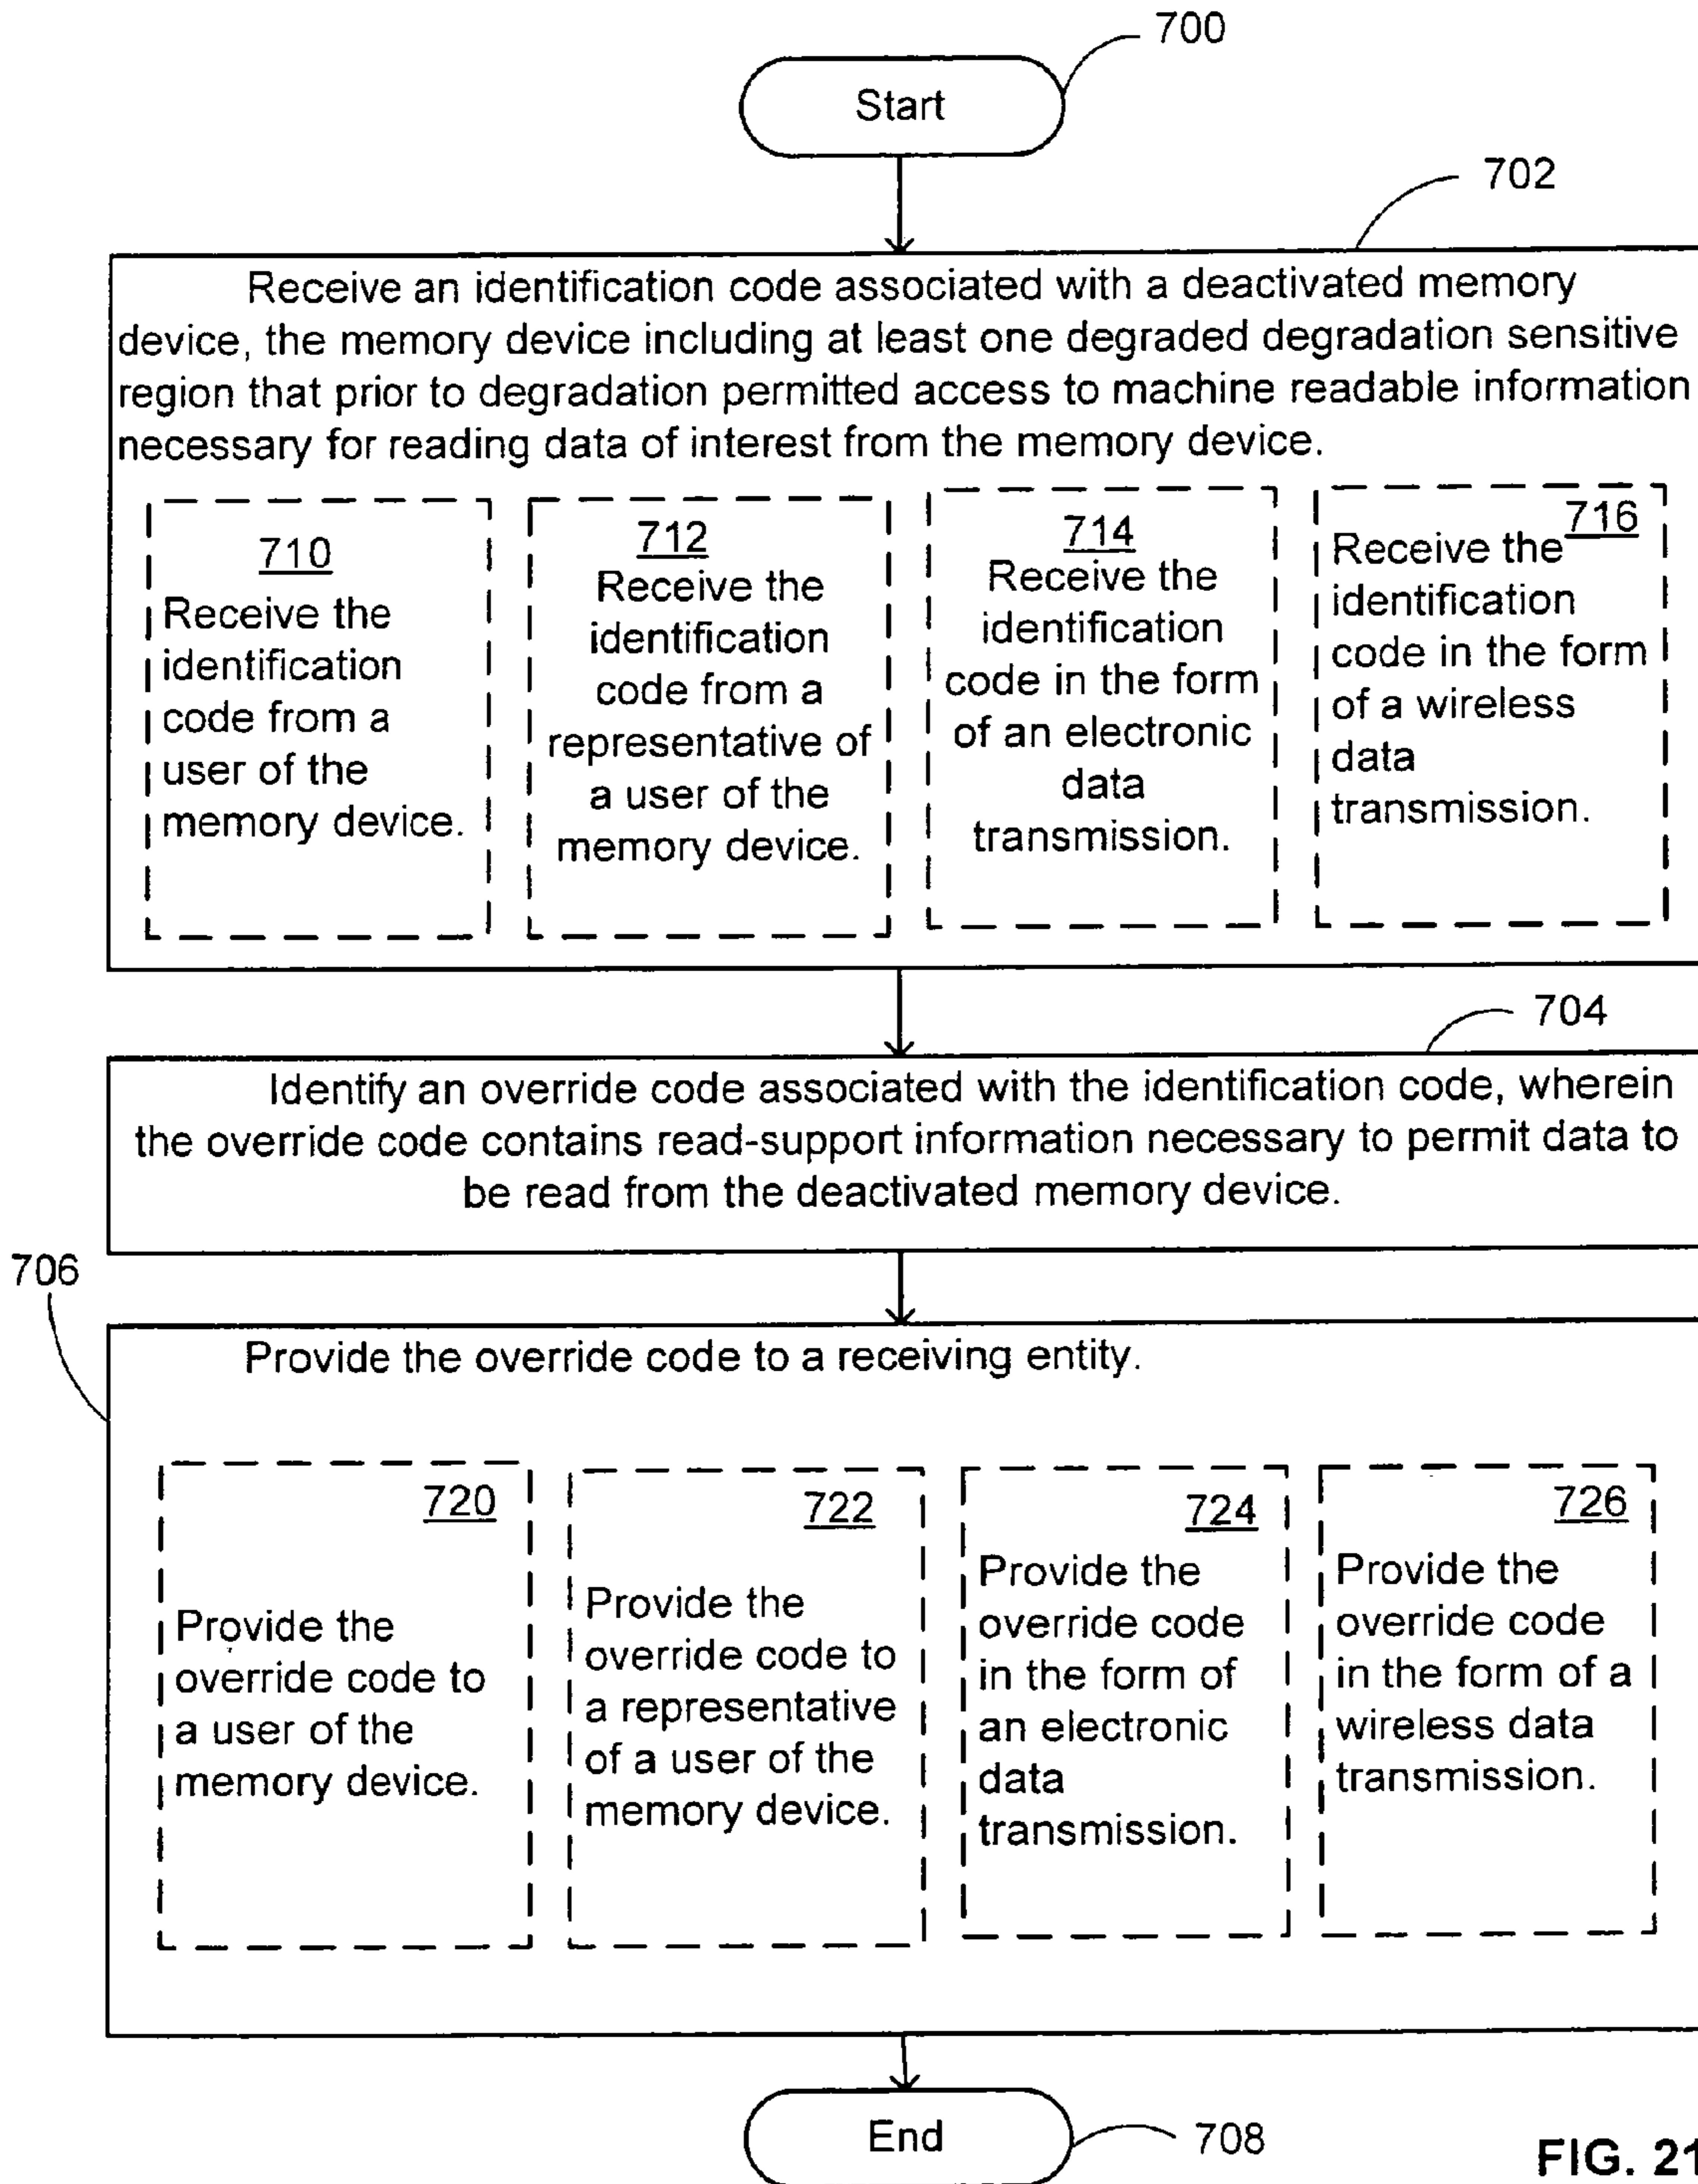 700
Start
702
Receive an identification code associated with a deactivated memory
device, the memory device including at least one degraded degradation sensitive
region that prior to degradation permitted access to machine readable information
necessary for reading data of interest from the memory device.
710
Receive the
identification
code from a
user of the
memory device.
712
Receive the
identification
code from a
representative of
a user of the
memory device.
714
Receive the
identification
code in the form
of an electronic
data
transmission.
716
Receive the
identification
code in the form
of a wireless
data
transmission.
704
Identify an override code associated with the identification code, wherein
the override code contains read-support information necessary to permit data to
be read from the deactivated memory device.
706
Provide the override code to a receiving entity.
720
Provide the
override code to
a user of the
memory device.
722
Provide the
override code to
a representative
of a user of the
memory device.
724
Provide the
override code
in the form of
an electronic
data
transmission.
726
Provide the
override code
in the form of a
wireless data
transmission.
End
708
FIG. 21